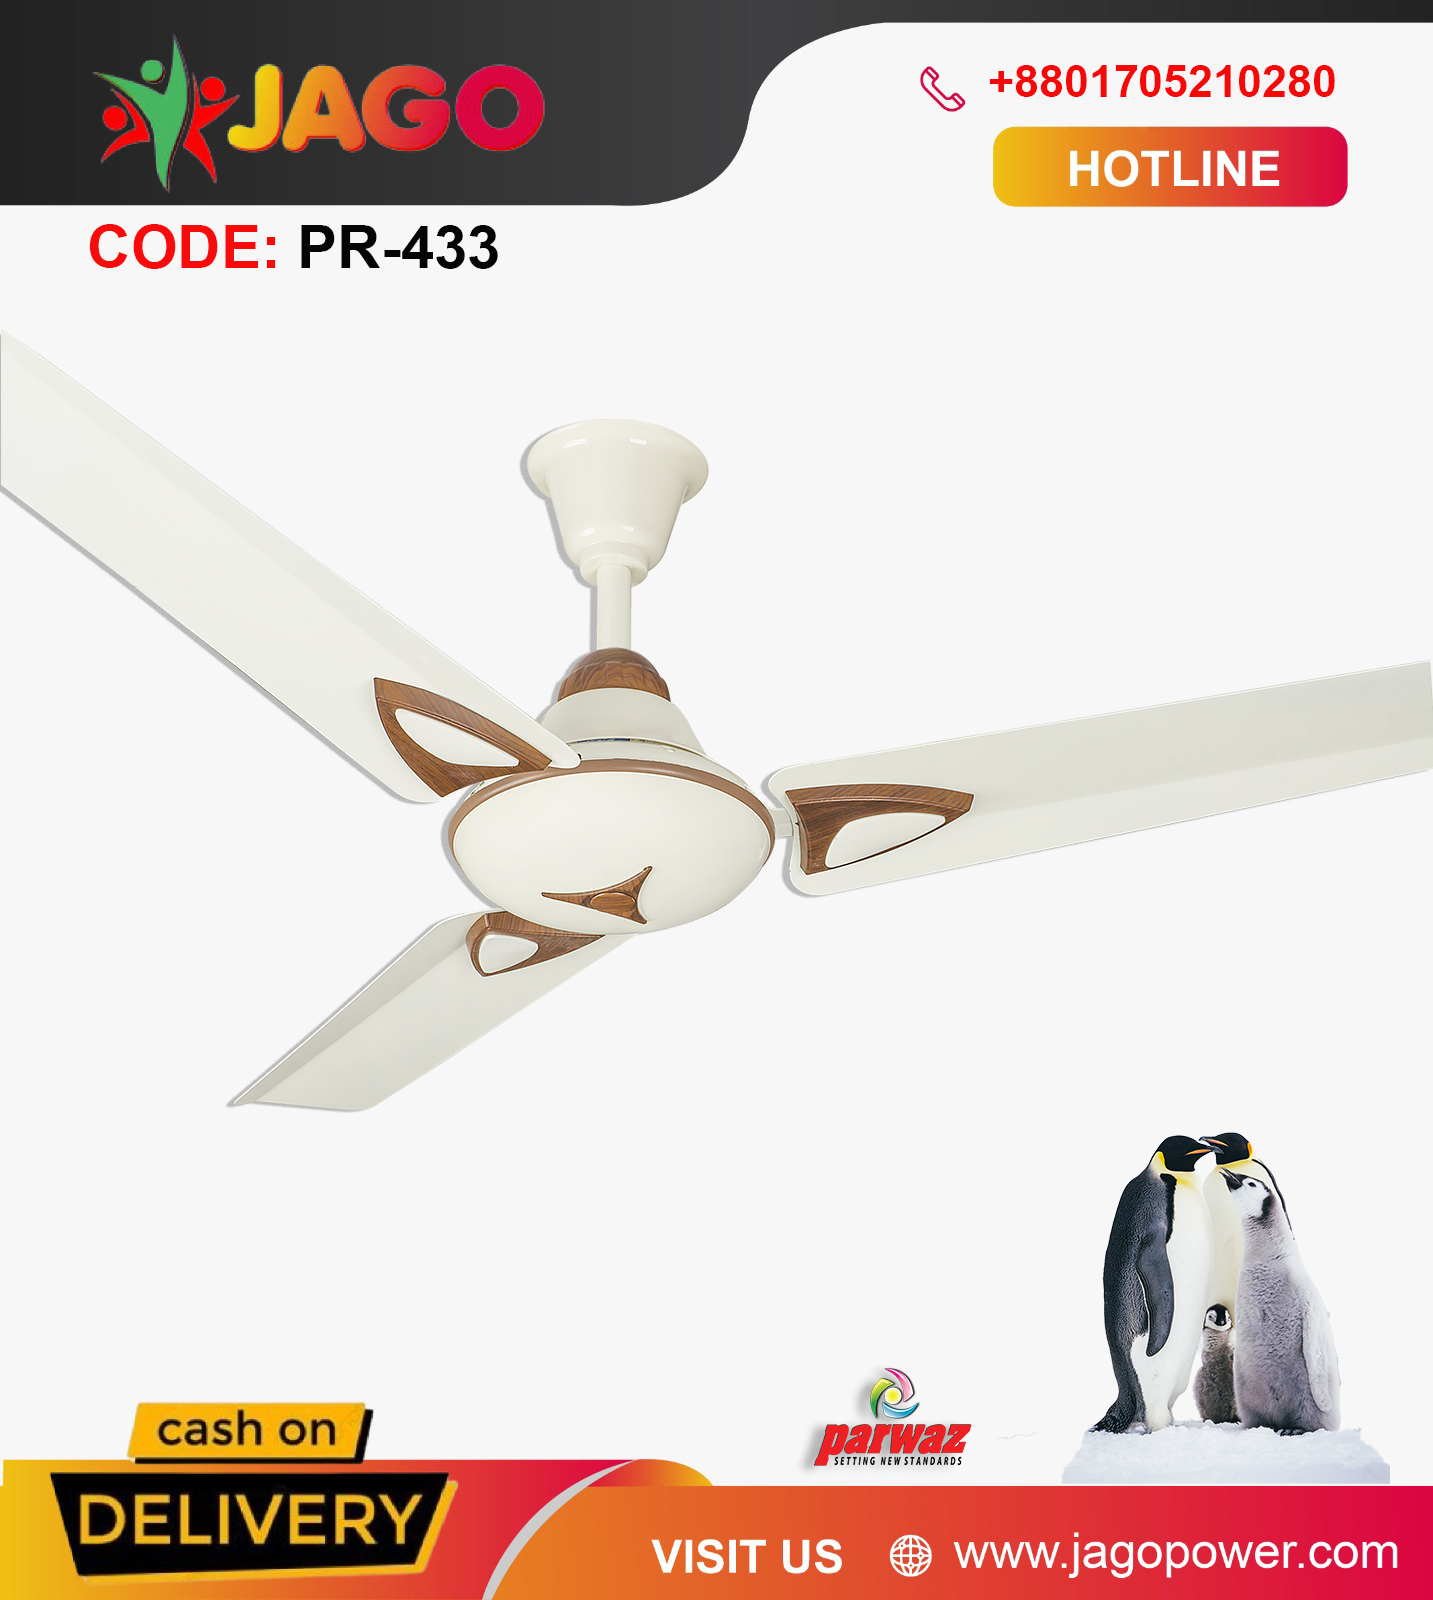 JAGO
+8801705210280
HOTLINE
CODE: PR-433
cash on
DELIVERY
parwaz
SETTING NEW STANDARDS
VISIT US
www.jagopower.com